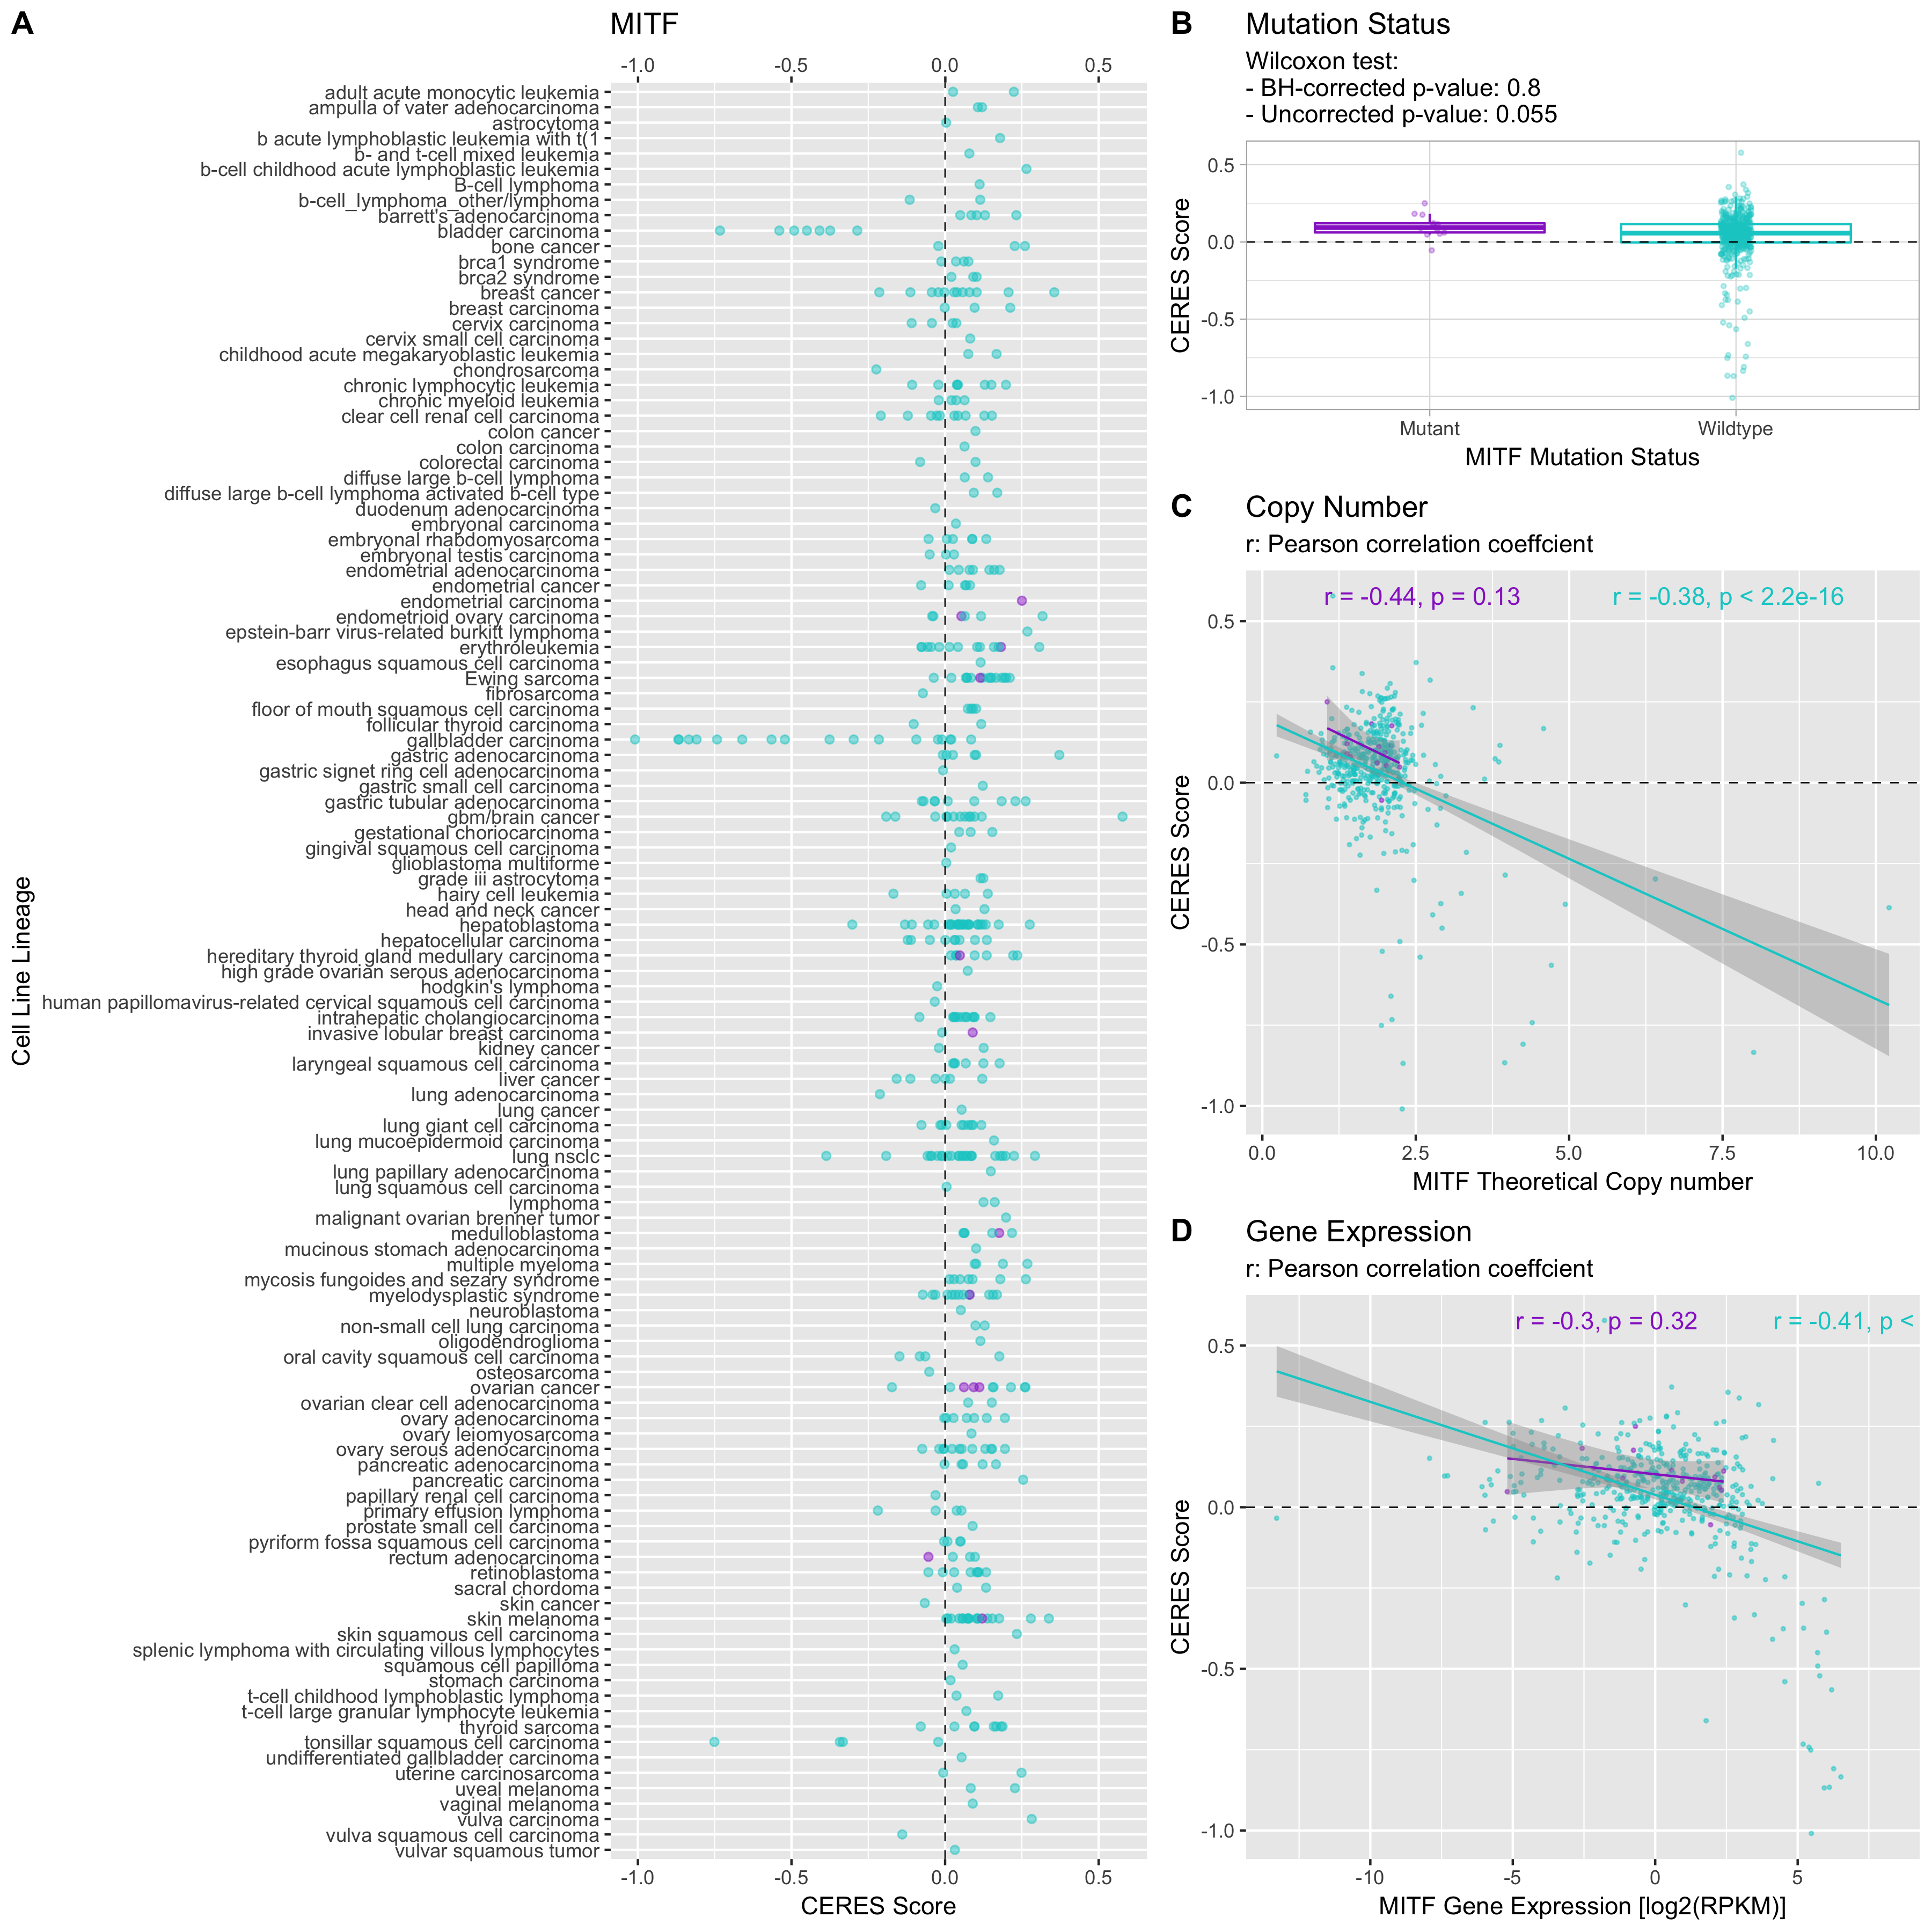 A
MITF
-1.0 -0.5 0.0 0.5
adult acute monocytic leukemia
ampulla of vater adenocarcinoma
astrocytoma
b acute lymphoblastic leukemia with t(1
b- and t-cell mixed leukemia
b-cell childhood acute lymphoblastic leukemia
B-cell lymphoma
b-cell_lymphoma_other/lymphoma
barrett's adenocarcinoma
bladder carcinoma
bone cancer
brca1 syndrome
brca2 syndrome
breast cancer
breast carcinoma
cervix carcinoma
cervix small cell carcinoma
childhood acute megakaryoblastic leukemia
chondrosarcoma
chronic lymphocytic leukemia
chronic myeloid leukemia
clear cell renal cell carcinoma
colon cancer
colon carcinoma
colorectal carcinoma
diffuse large b-cell lymphoma
diffuse large b-cell lymphoma activated b-cell type
duodenum adenocarcinoma
embryonal carcinoma
embryonal rhabdomyosarcoma
embryonal testis carcinoma
endometrial adenocarcinoma
endometrial cancer
endometrial carcinoma
endometrioid ovary carcinoma
epstein-barr virus-related burkitt lymphoma
erythroleukemia
esophagus squamous cell carcinoma
Ewing sarcoma
fibrosarcoma
floor of mouth squamous cell carcinoma
follicular thyroid carcinoma
gallbladder carcinoma
gastric adenocarcinoma
gastric signet ring cell adenocarcinoma
gastric small cell carcinoma
gastric tubular adenocarcinoma
gbm/brain cancer
gestational choriocarcinoma
gingival squamous cell carcinoma
glioblastoma multiforme
grade iii astrocytoma
hairy cell leukemia
head and neck cancer
hepatoblastoma
hepatocellular carcinoma
hereditary thyroid gland medullary carcinoma
high grade ovarian serous adenocarcinoma
hodgkin's lymphoma
human papillomavirus-related cervical squamous cell carcinoma
intrahepatic cholangiocarcinoma
invasive lobular breast carcinoma
kidney cancer
laryngeal squamous cell carcinoma
liver cancer
lung adenocarcinoma
lung cancer
lung giant cell carcinoma
lung mucoepidermoid carcinoma
lung nsclc
lung papillary adenocarcinoma
lung squamous cell carcinoma
lymphoma
malignant ovarian brenner tumor
medulloblastoma
mucinous stomach adenocarcinoma
multiple myeloma
mycosis fungoides and sezary syndrome
myelodysplastic syndrome
neuroblastoma
non-small cell lung carcinoma
oligodendroglioma
oral cavity squamous cell carcinoma
osteosarcoma
ovarian cancer
ovarian clear cell adenocarcinoma
ovary adenocarcinoma
ovary leiomyosarcoma
ovary serous adenocarcinoma
pancreatic adenocarcinoma
pancreatic carcinoma
papillary renal cell carcinoma
primary effusion lymphoma
prostate small cell carcinoma
pyriform fossa squamous cell carcinoma
rectum adenocarcinoma
retinoblastoma
sacral chordoma
skin cancer
skin melanoma
skin squamous cell carcinoma
splenic lymphoma with circulating villous lymphocytes
squamous cell papilloma
stomach carcinoma
t-cell childhood lymphoblastic lymphoma
t-cell large granular lymphocyte leukemia
thyroid sarcoma
tonsillar squamous cell carcinoma
undifferentiated gallbladder carcinoma
uterine carcinosarcoma
uveal melanoma
vaginal melanoma
vulva carcinoma
vulva squamous cell carcinoma
vulvar squamous tumor
-1.0 -0.5 0.0 0.5
CERES Score
Cell Line Lineage
B
Mutation Status
Wilcoxon test:
- BH-corrected p-value: 0.8
- Uncorrected p-value: 0.055
0.5
0.0
-0.5
-1.0
CERES Score
Mutant Wildtype
MITF Mutation Status
C
Copy Number
r: Pearson correlation coeffcient
r = -0.44, p = 0.13 r = -0.38, p < 2.2e-16
0.5
0.0
-0.5
-1.0
CERES Score
0.0 2.5 5.0 7.5 10.0
MITF Theoretical Copy number
D
Gene Expression
r: Pearson correlation coeffcient
r = -0.3, p = 0.32 r = -0.41, p <
0.5
0.0
-0.5
-1.0
CERES Score
-10 -5 0 5
MITF Gene Expression [log2(RPKM)]